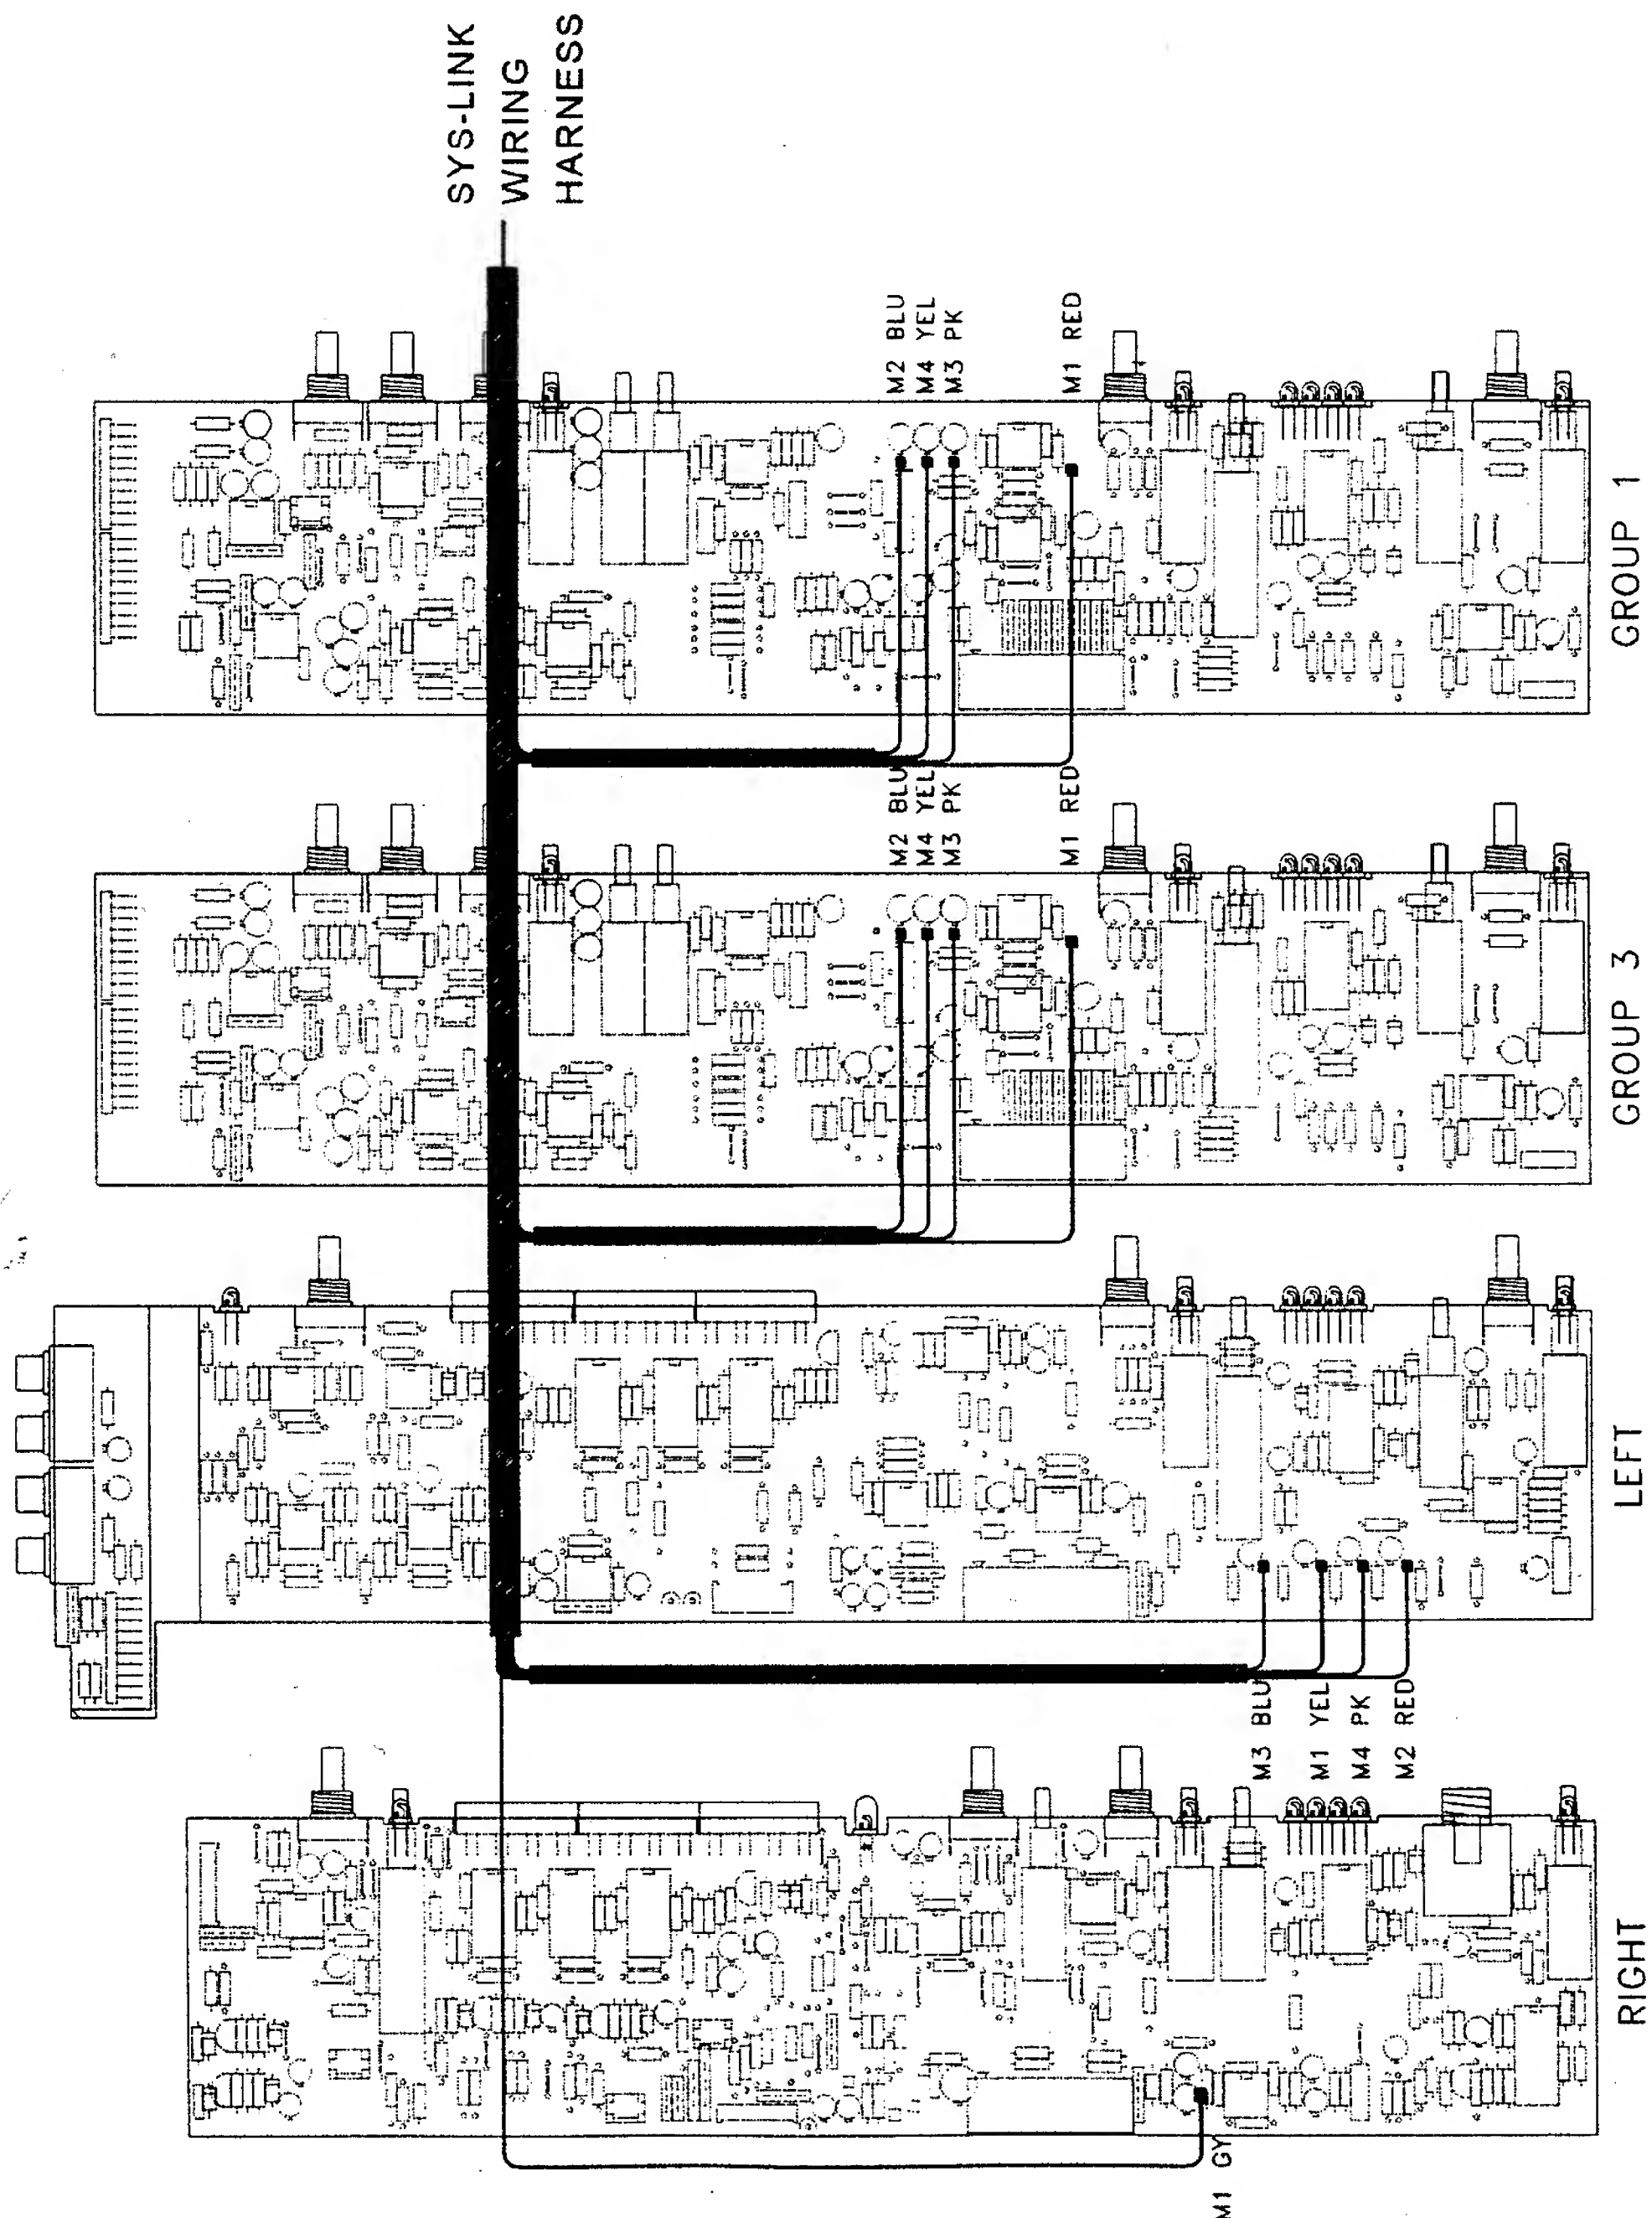 SYS-LINK
WIRING
HARNESS
M2 BLU
M4 YEL
M3 PK
M1 RED
GROUP 1
M2 BLU
M4 YEL
M3 PK
M1 RED
GROUP 3
M3 BLU
M1 YEL
M4 PK
M2 RED
LEFT
M1 GY
RIGHT